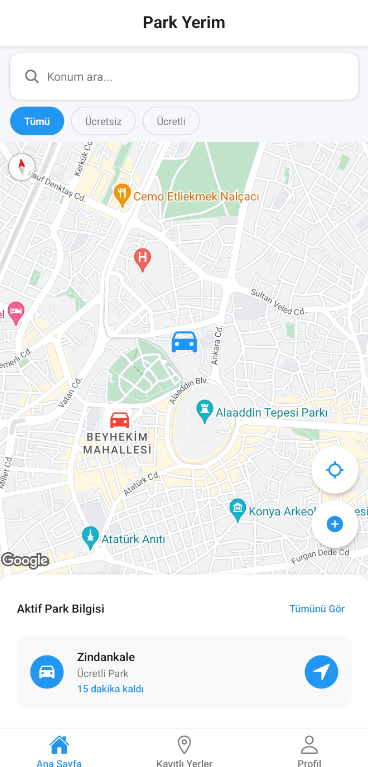 Park Yerim
Konum ara...
Tümü
Ücretsiz
Ücretli
Kerkük Cd.
auf Denktaş Cd.
Cemo Etliekmek Nalçacı
H
Sultan Veled Cd.
Ankara Cd.
el
emerli Cd.
Vatan Cd.
Alaaddin Blv.
Alaaddin Tepesi Parkı
BEYHEKİM
MAHALLESİ
Millet Cd.
Atatürk Cd.
Konya Arkeol
Atatürk Anıtı
Furgan Dede Cd.
Google
Aktif Park Bilgisi
Tümünü Gör
Zindankale
Ücretli Park
15 dakika kaldı
Ana Sayfa
Kayıtlı Yerler
Profil